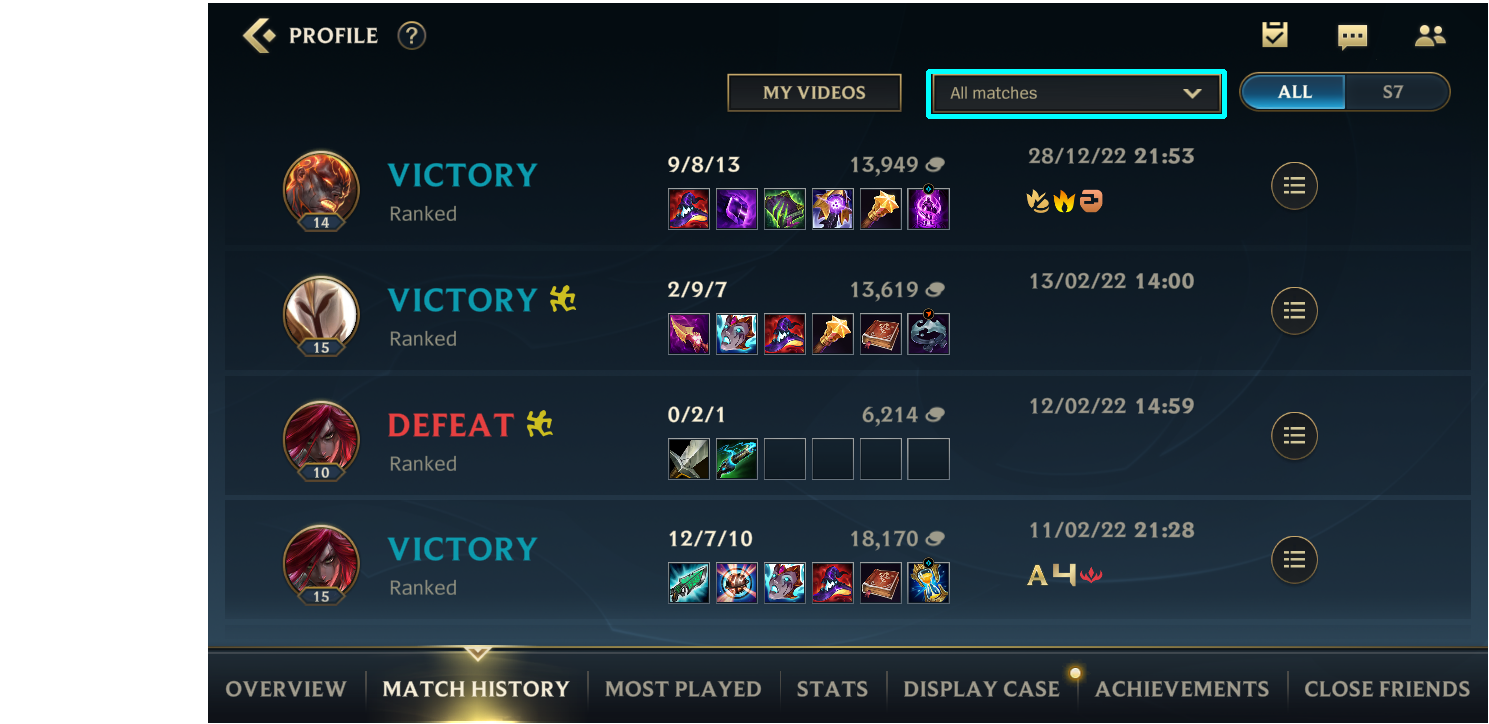 PROFILE ?
MY VIDEOS All matches ALL S7
VICTORY 9/8/13 13,949 28/12/22 21:53
14 Ranked
VICTORY 2/9/7 13,619 13/02/22 14:00
15 Ranked
DEFEAT 0/2/1 6,214 12/02/22 14:59
10 Ranked
VICTORY 12/7/10 18,170 11/02/22 21:28
15 Ranked A 4
OVERVIEW MATCH HISTORY MOST PLAYED STATS DISPLAY CASE ACHIEVEMENTS CLOSE FRIENDS